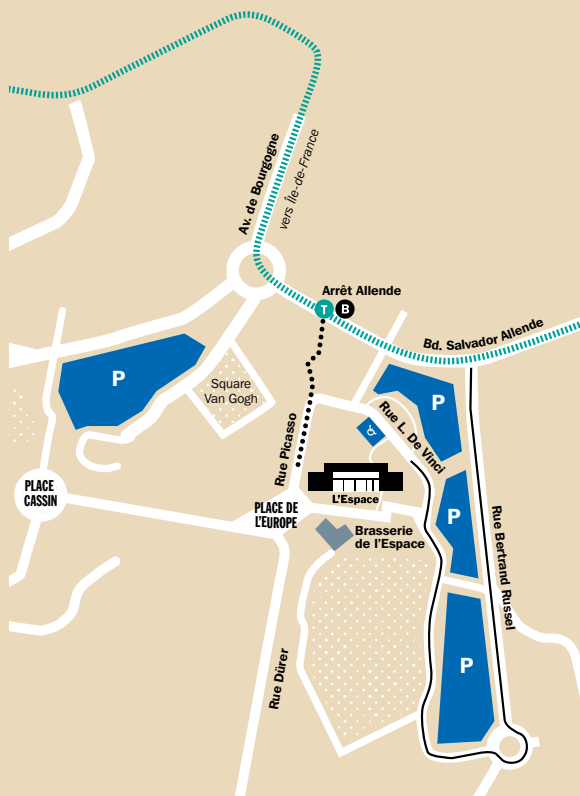 Av. de Bourgogne
vers Île-de-France
Arrêt Allende
T
B
Bd. Salvador Allende
P
Square
Van Gogh
P
Rue L. De Vinci
Rue Picasso
L'Espace
PLACE
CASSIN
PLACE DE
L'EUROPE
P
Rue Bertrand Russel
Brasserie
de l'Espace
Rue Dürer
P